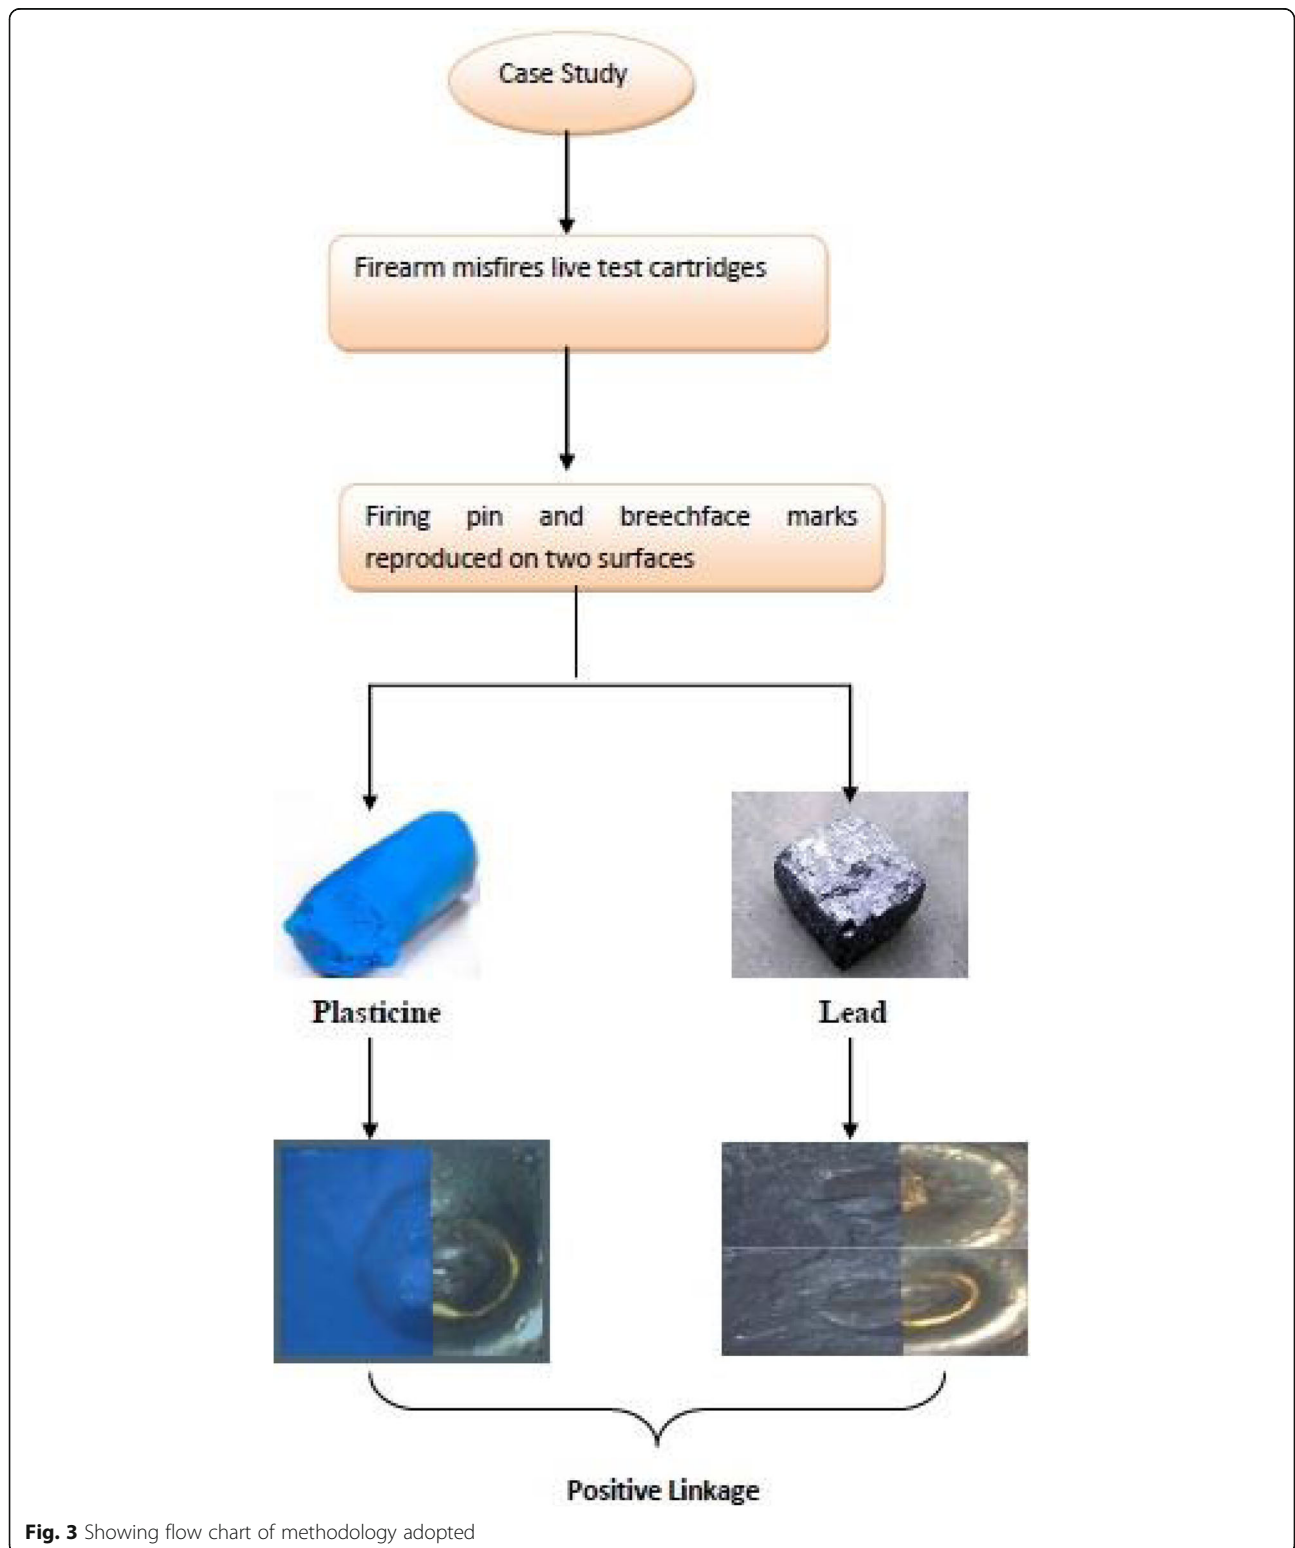 Case Study
Firearm misfires live test cartridges
Firing pin and breechface marks
reproduced on two surfaces
Plasticine
Lead
Positive Linkage
Fig. 3 Showing flow chart of methodology adopted